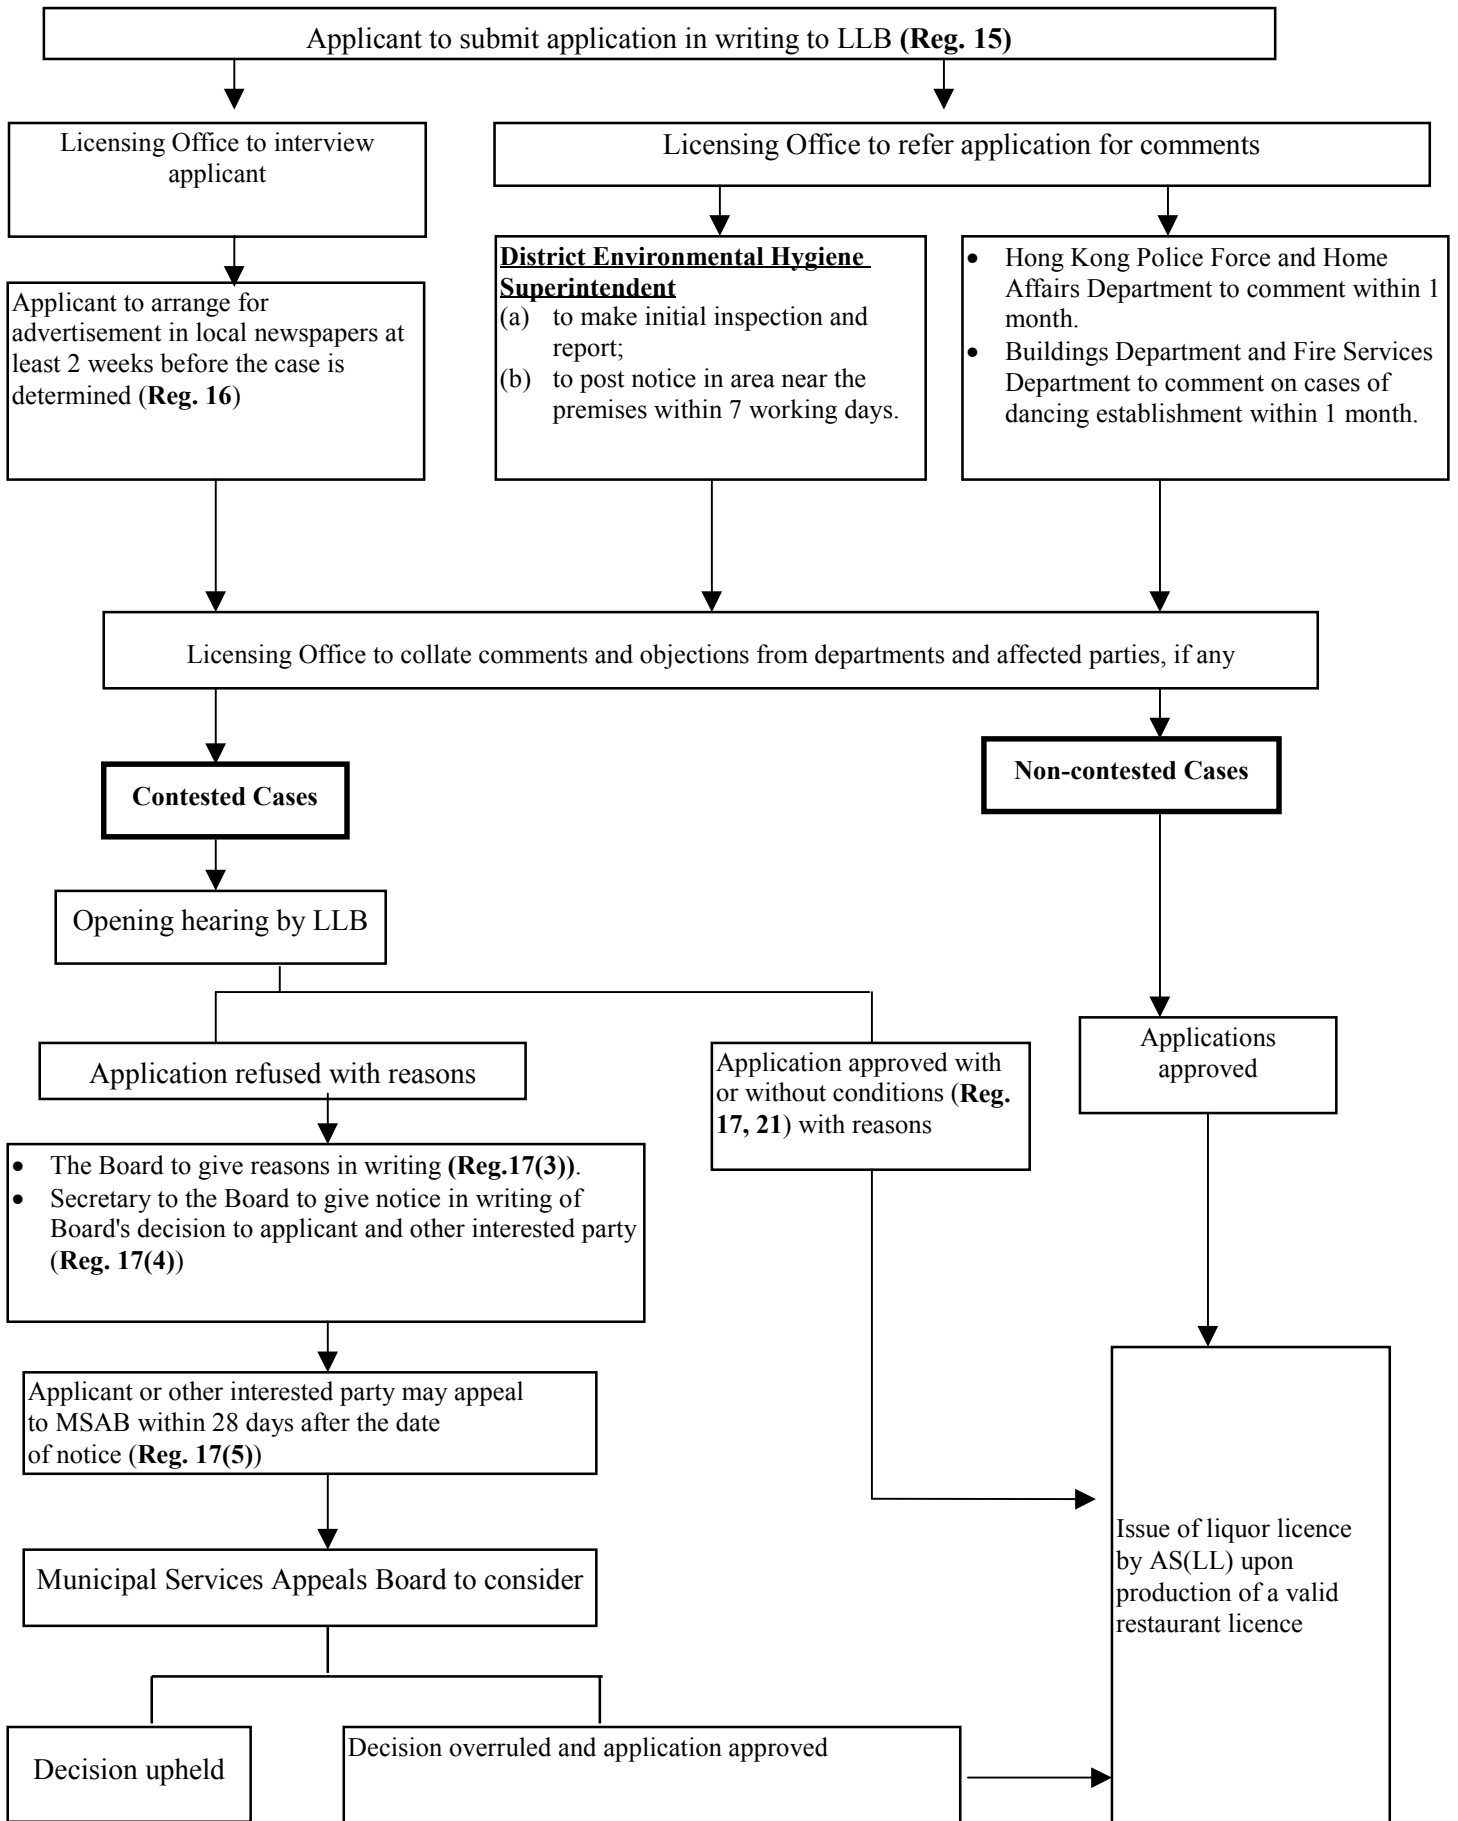 Applicant to submit application in writing to LLB (Reg. 15)
Licensing Office to interview
applicant
Licensing Office to refer application for comments
Applicant to arrange for
advertisement in local newspapers at
least 2 weeks before the case is
determined (Reg. 16)
District Environmental Hygiene
Superintendent
(a) to make initial inspection and
report;
(b) to post notice in area near the
premises within 7 working days.
• Hong Kong Police Force and Home
Affairs Department to comment within 1
month.
• Buildings Department and Fire Services
Department to comment on cases of
dancing establishment within 1 month.
Licensing Office to collate comments and objections from departments and affected parties, if any
Contested Cases
Non-contested Cases
Opening hearing by LLB
Application refused with reasons
Application approved with
or without conditions (Reg.
17, 21) with reasons
Applications
approved
• The Board to give reasons in writing (Reg.17(3)).
• Secretary to the Board to give notice in writing of
Board's decision to applicant and other interested party
(Reg. 17(4))
Applicant or other interested party may appeal
to MSAB within 28 days after the date
of notice (Reg. 17(5))
Municipal Services Appeals Board to consider
Issue of liquor licence
by AS(LL) upon
production of a valid
restaurant licence
Decision upheld
Decision overruled and application approved